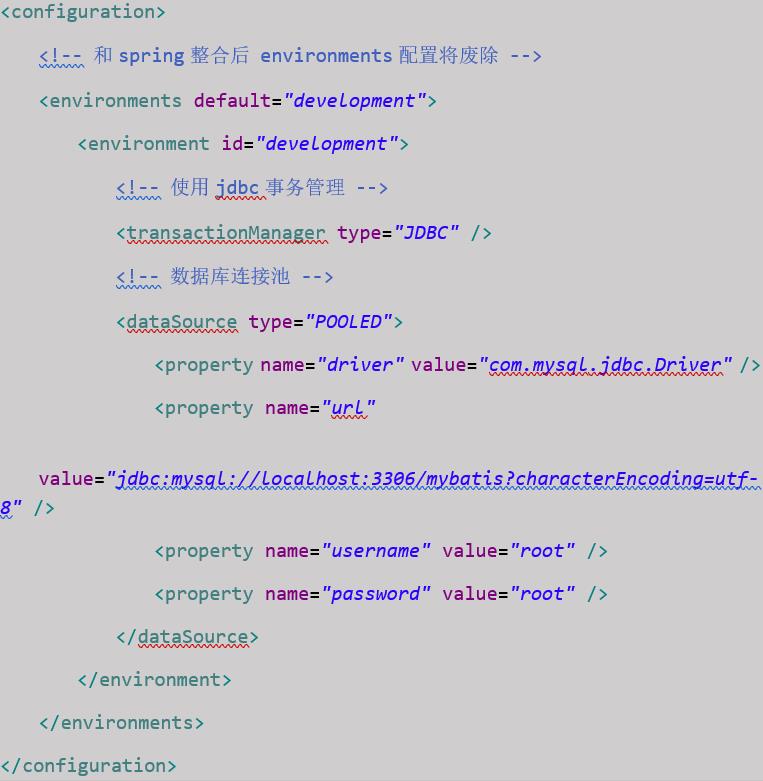 <configuration>
<!-- 和 spring 整合后 environments 配置将废除 -->
<environments default="development">
<environment id="development">
<!-- 使用 jdbc 事务管理 -->
<transactionManager type="JDBC" />
<!-- 数据库连接池 -->
<dataSource type="POOLED">
<property name="driver" value="com.mysql.jdbc.Driver" />
<property name="url"
value="jdbc:mysql://localhost:3306/mybatis?characterEncoding=utf-
8" />
<property name="username" value="root" />
<property name="password" value="root" />
</dataSource>
</environment>
</environments>
</configuration>